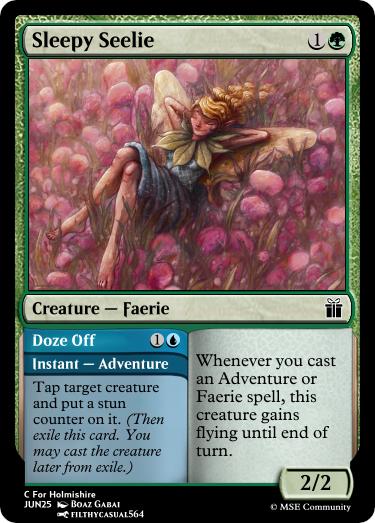 Sleepy Seelie 1
Creature — Faerie
Doze Off 1
Instant — Adventure
Tap target creature
and put a stun
counter on it. (Then
exile this card. You
may cast the creature
later from exile.)
Whenever you cast
an Adventure or
Faerie spell, this
creature gains
flying until end of
turn.
2/2
C For Holmishire
JUN25 Boaz Gabai
FILTHYCASUAL564
© MSE Community